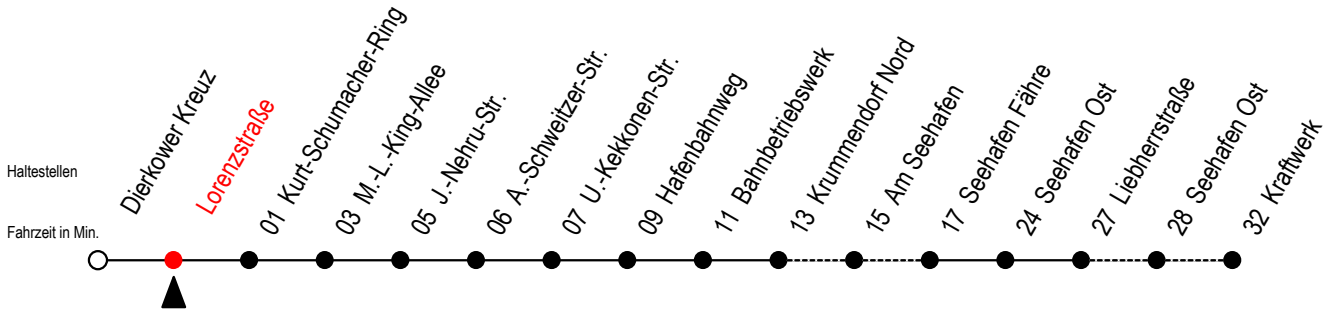 Haltestellen
Fahrzeit in Min.
Dierkower Kreuz
Lorenzstraße
01 Kurt-Schumacher-Ring
03 M.-L.-King-Allee
05 J.-Nehru-Str.
06 A.-Schweitzer-Str.
07 U.-Kekkonen-Str.
09 Hafenbahnweg
11 Bahnbetriebswerk
13 Krummendorf Nord
15 Am Seehafen
17 Seehafen Fähre
24 Seehafen Ost
27 Liebherrstraße
28 Seehafen Ost
32 Kraftwerk